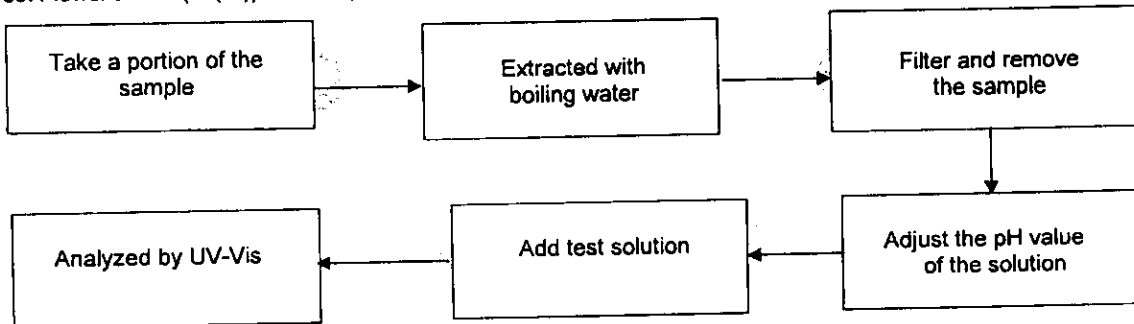 Take a portion of the
sample
Extracted with
boiling water
Filter and remove
the sample
Adjust the pH value
of the solution
Add test solution
Analyzed by UV-Vis